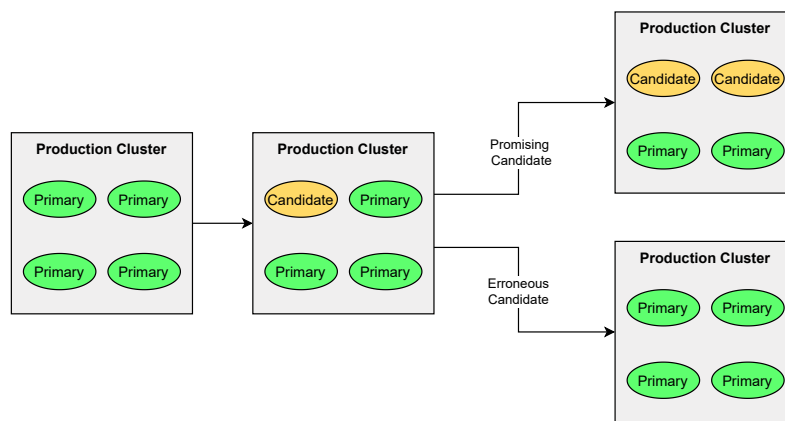 Production Cluster
Primary Primary
Primary Primary
Production Cluster
Candidate Primary
Primary Primary
Promising
Candidate
Erroneous
Candidate
Production Cluster
Candidate Candidate
Primary Primary
Production Cluster
Primary Primary
Primary Primary